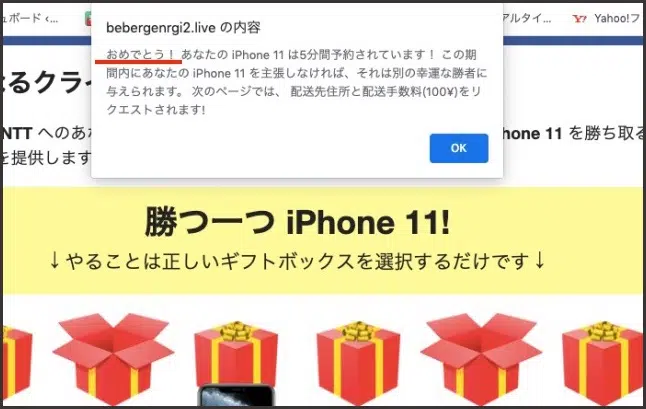 ュボード ‹...
アルタイ...
Yahoo!フ
bebergenrgi2.live の内容
おめでとう！ あなたの iPhone 11 は5分間予約されています！ この期
間内にあなたの iPhone 11 を主張しなければ、それは別の幸運な勝者に
与えられます。 次のページでは、 配送先住所と配送手数料(100¥)をリ
クエストされます!
OK
るクライ
NTT へのあ
hone 11 を勝ち取る
を提供します
勝つ一つ iPhone 11!
↓やることは正しいギフトボックスを選択するだけです↓